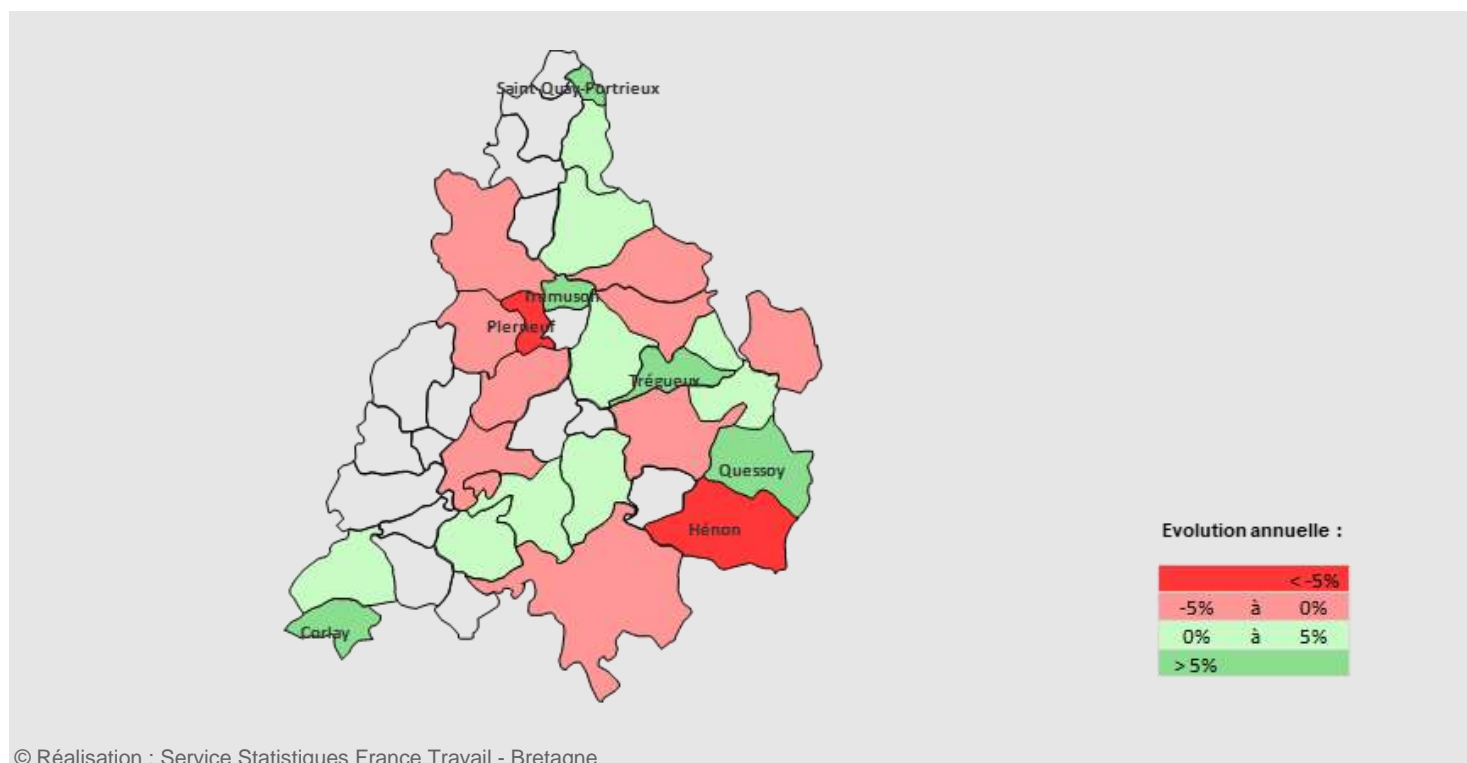 Saint-Quay-Portrieux
Trémuson
Plerneuf
Trégueux
Quessoy
Hénon
Corlay
Evolution annuelle :
< -5%
-5% à 0%
0% à 5%
> 5%
© Réalisation : Service Statistiques France Travail - Bretagne